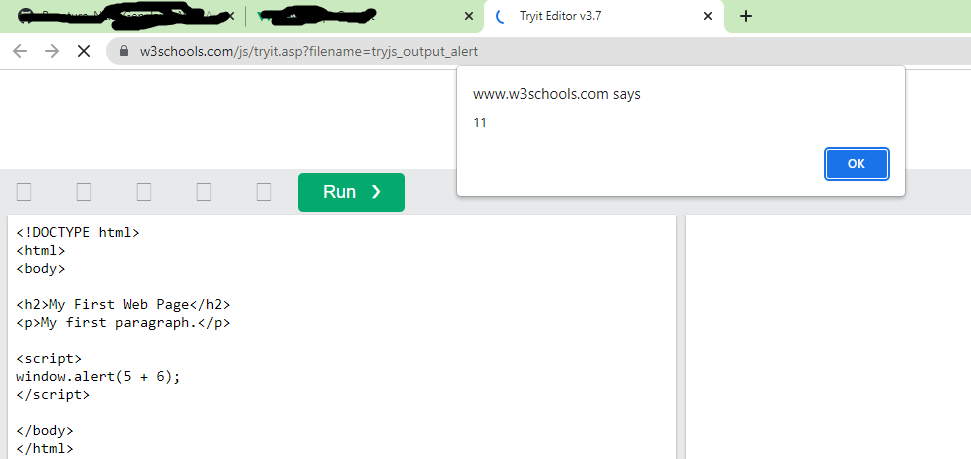 Tryit Editor v3.7
w3schools.com/js/tryit.asp?filename=tryjs_output_alert
www.w3schools.com says
11
OK
Run
<!DOCTYPE html>
<html>
<body>
<h2>My First Web Page</h2>
<p>My first paragraph.</p>
<script>
window.alert(5 + 6);
</script>
</body>
</html>